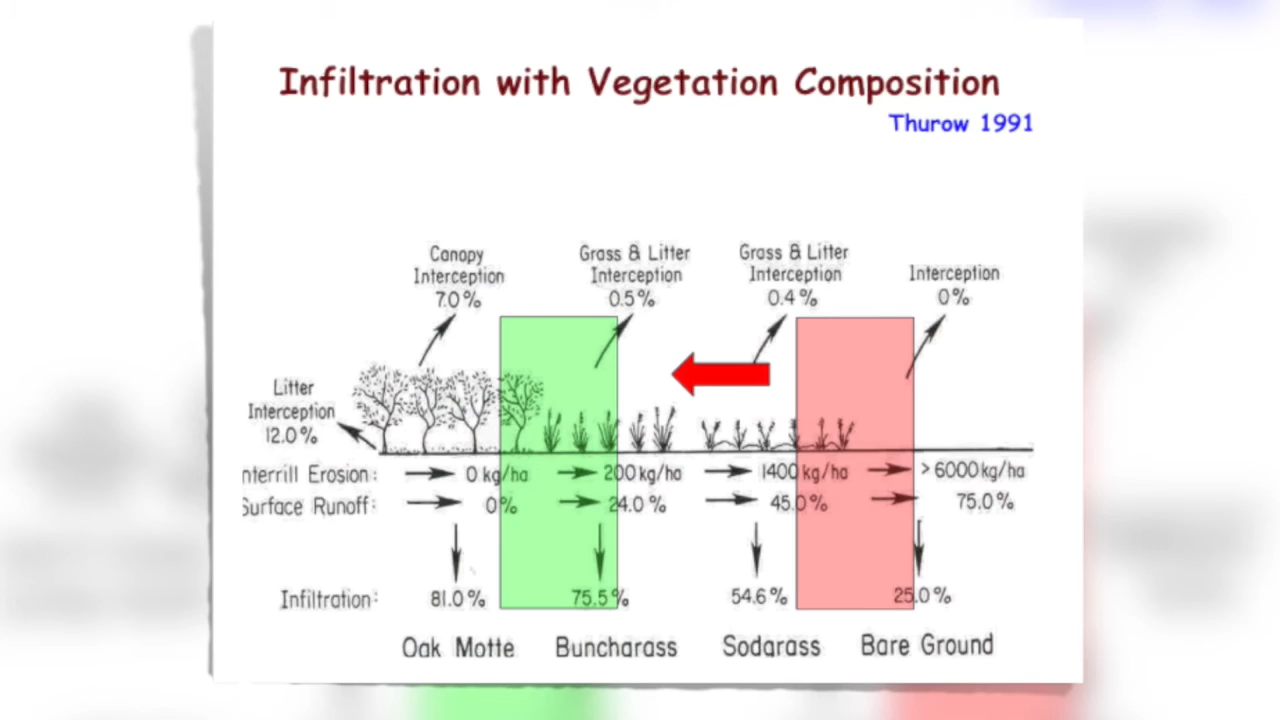 Infiltration with Vegetation Composition
Thurow 1991
Canopy
Interception
7.0%
Grass & Litter
Interception
0.5%
Grass & Litter
Interception
0.4%
Interception
0%
Litter
Interception
12.0%
nterrill Erosion: 0 kg/ha 200 kg/ha 1400 kg/ha > 6000 kg/ha
Surface Runoff: 0% 24.0% 45.0% 75.0%
Infiltration: 81.0% 75.5% 54.6% 25.0%
Oak Motte Bunchgrass Sodgrass Bare Ground